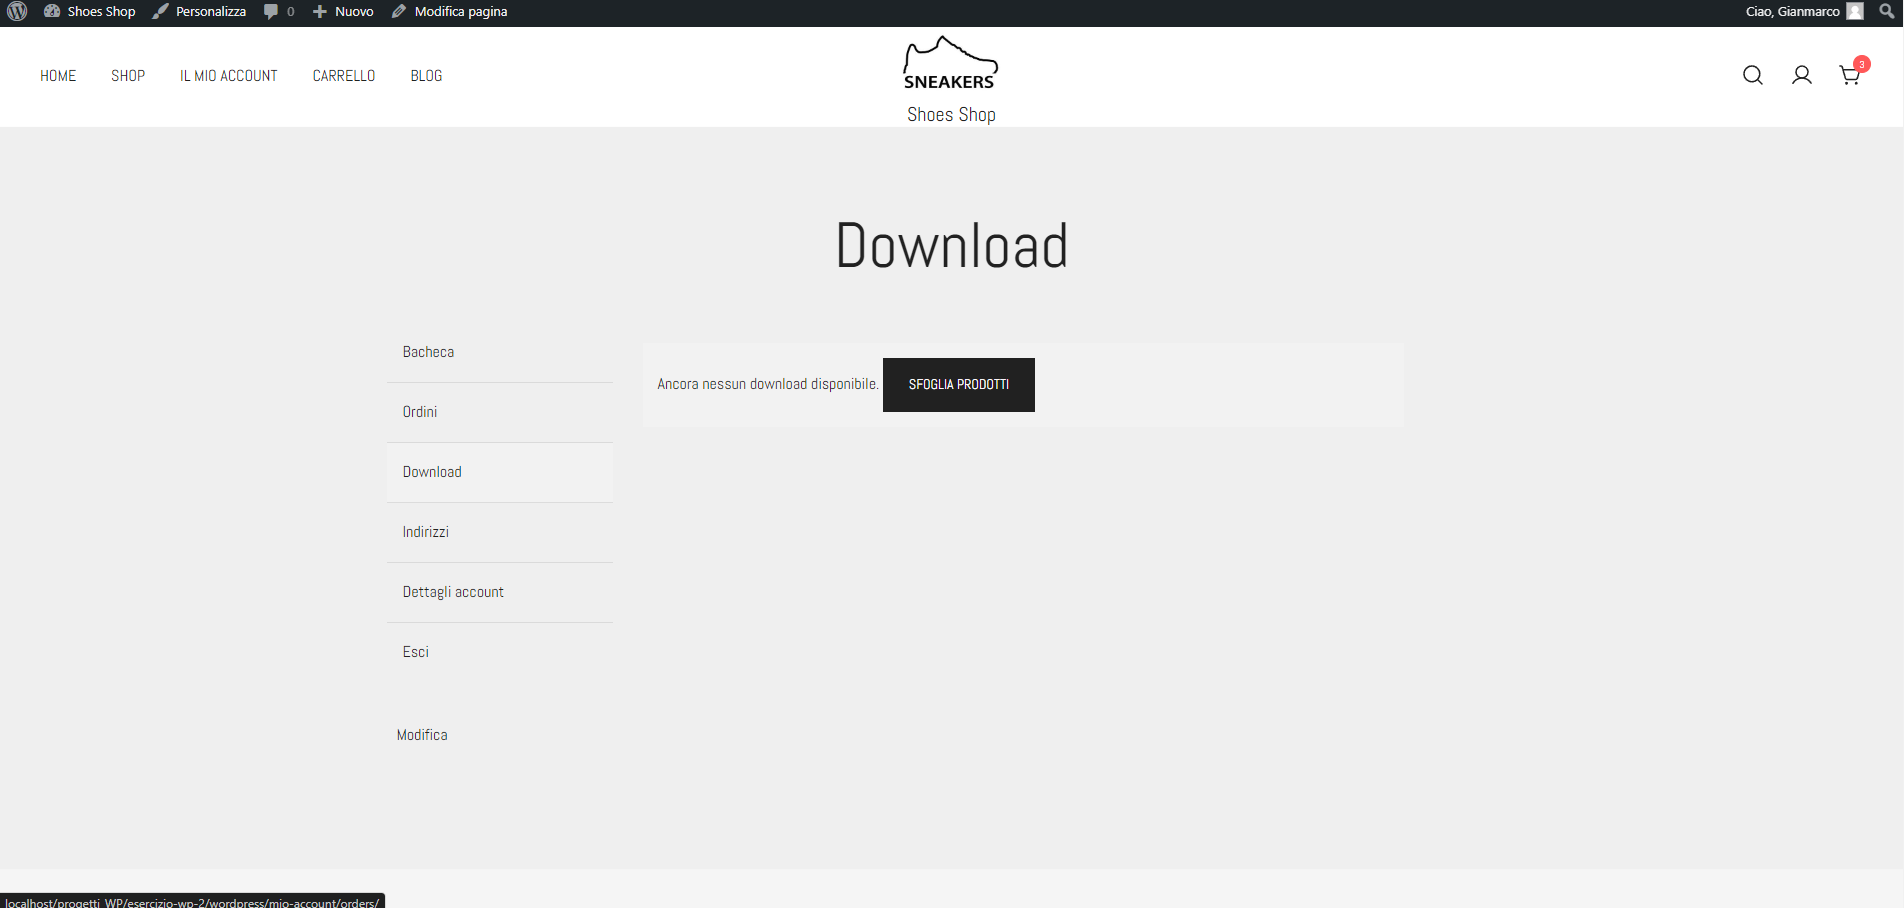 Shoes Shop Personalizza 0 Nuovo Modifica pagina Ciao, Gianmarco
HOME SHOP IL MIO ACCOUNT CARRELLO BLOG
SNEAKERS
3
Shoes Shop
Download
Bacheca
Ancora nessun download disponibile. SFOGLIA PRODOTTI
Ordini
Download
Indirizzi
Dettagli account
Esci
Modifica
localhost/progetti_WP/esercizio-wp-2/wordpress/mio-account/orders/